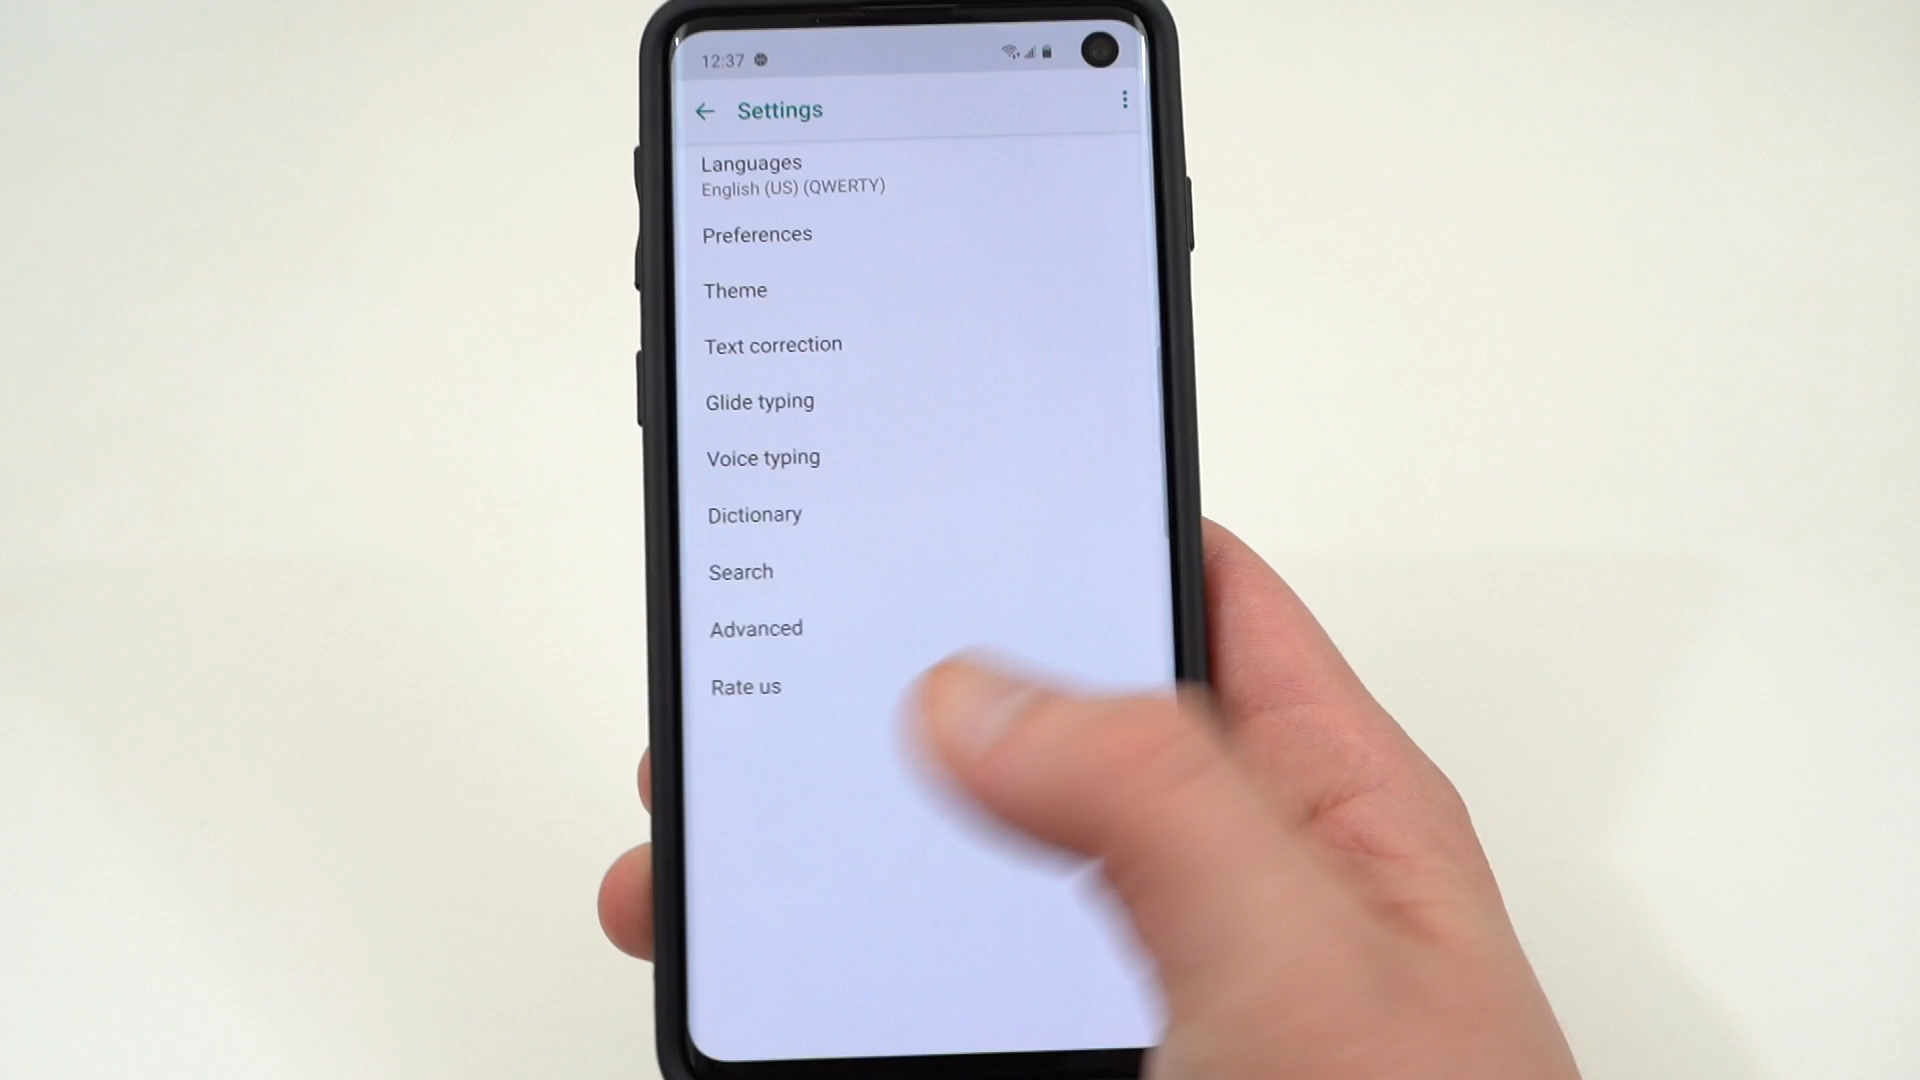 12:37
Settings
Languages
English (US) (QWERTY)
Preferences
Theme
Text correction
Glide typing
Voice typing
Dictionary
Search
Advanced
Rate us